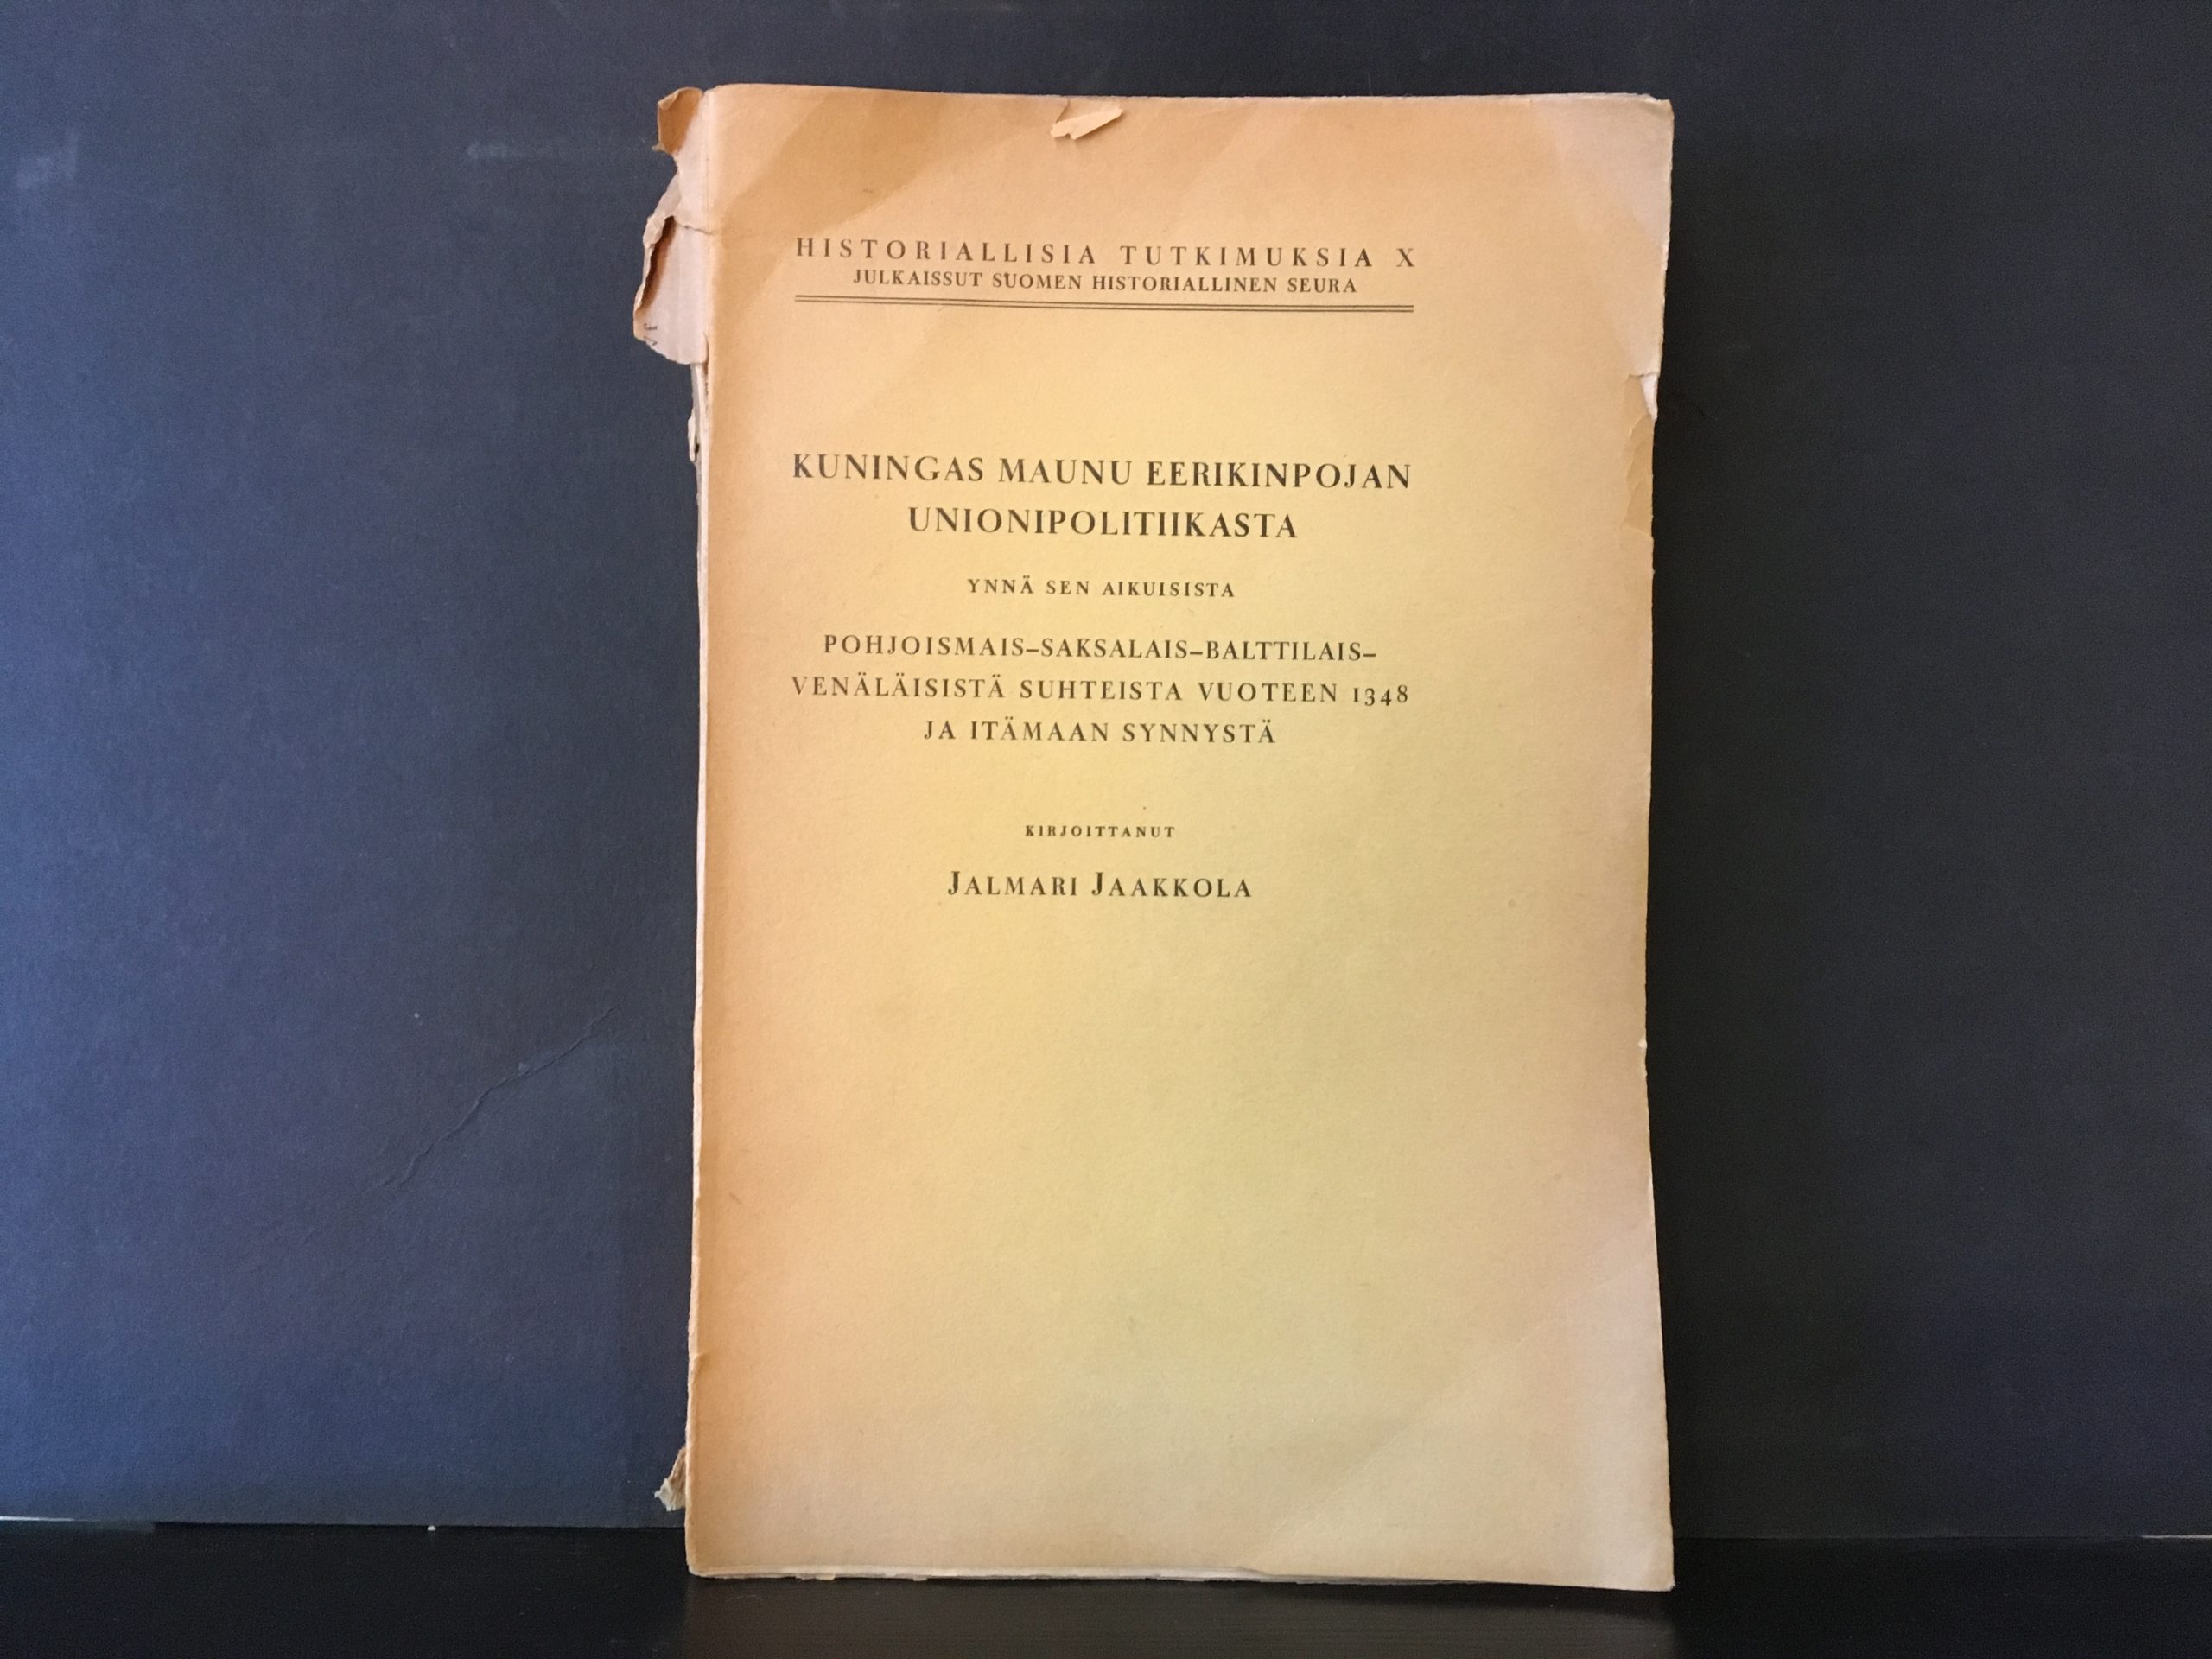 HISTORIALLISIA TUTKIMUKSIA X
JULKAISSUT SUOMEN HISTORIALLINEN SEURA
KUNINGAS MAUNU EERIKINPOJAN
UNIONIPOLITIIKASTA
YNNÄ SEN AIKUISISTA
POHJOISMAIS–SAKSALAIS–BALTTILAIS–
VENÄLÄISISTÄ SUHTEISTA VUOTEEN 1348
JA ITÄMAAN SYNNYSTÄ
KIRJOITTANUT
JALMARI JAAKKOLA